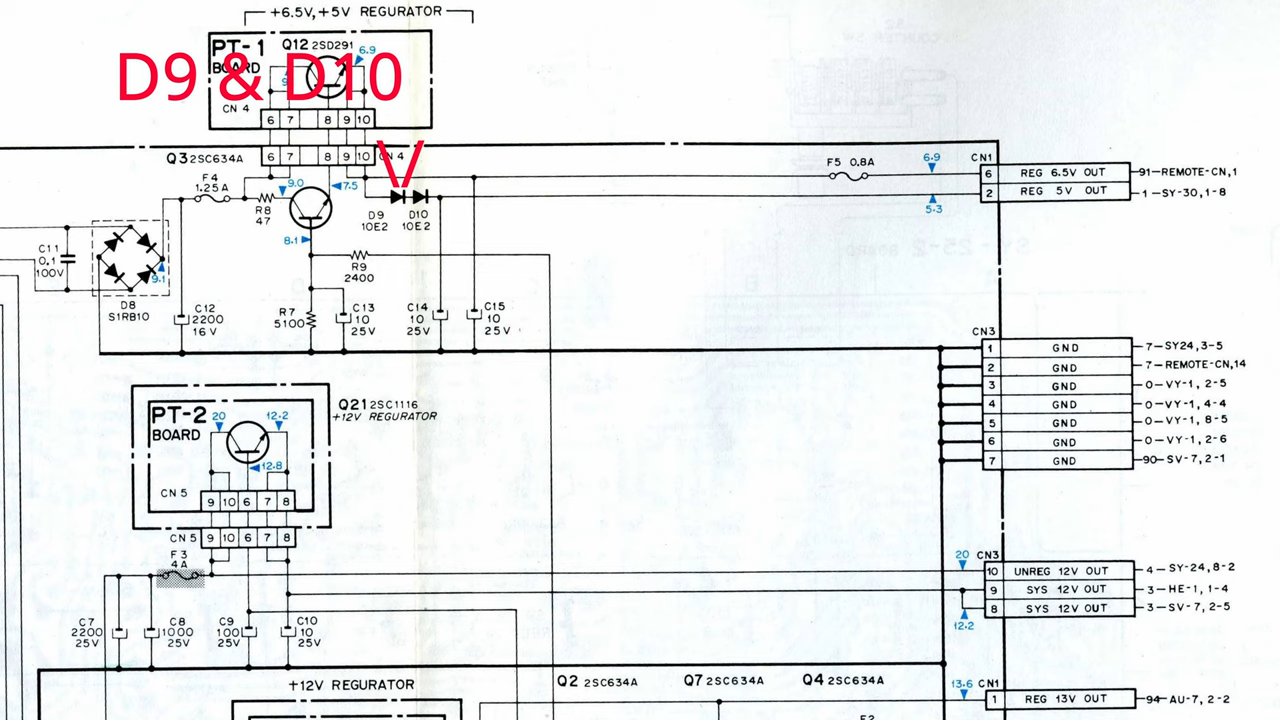 +6.5V,+5V REGURATOR
PT-1
BOARD
Q12 2SD291
6.9
9
D9 & D10
CN 4
6 7 8 9 10
Q3 2SC634A
6 7 8 9 10
CN 4
V
F4
1.25A
9.0
7.5
R8
47
D9
10E2
D10
10E2
8.1
F5 0.8A
6.9
5.3
CN1
6 REG 6.5V OUT 91-REMOTE-CN,1
2 REG 5V OUT 1-SY-30,1-8
C11
0.1
100V
9.1
D8
S1RB10
R9
2400
C12
2200
16V
R7
5100
C13
10
25V
C14
10
25V
C15
10
25V
CN3
1 GND 7-SY24,3-5
2 GND 7-REMOTE-CN,14
3 GND 0-VY-1, 2-5
4 GND 0-VY-1, 4-4
5 GND 0-VY-1, 8-5
6 GND 0-VY-1, 2-6
7 GND 90-SV-7, 2-1
PT-2
BOARD
20
12.2
12.8
Q21 2SC1116
+12V REGURATOR
CN 5
9 10 6 7 8
CN 5
9 10 6 7 8
F3
4A
C7
2200
25V
C8
1000
25V
C9
100
25V
C10
10
25V
20
CN3
10 UNREG 12V OUT 4-SY-24,8-2
9 SYS 12V OUT 3-HE-1, 1-4
8 SYS 12V OUT 3-SV-7, 2-5
12.2
+12V REGURATOR
Q2 2SC634A
Q7 2SC634A
Q4 2SC634A
13.6
CN1
1 REG 13V OUT 94-AU-7, 2-2